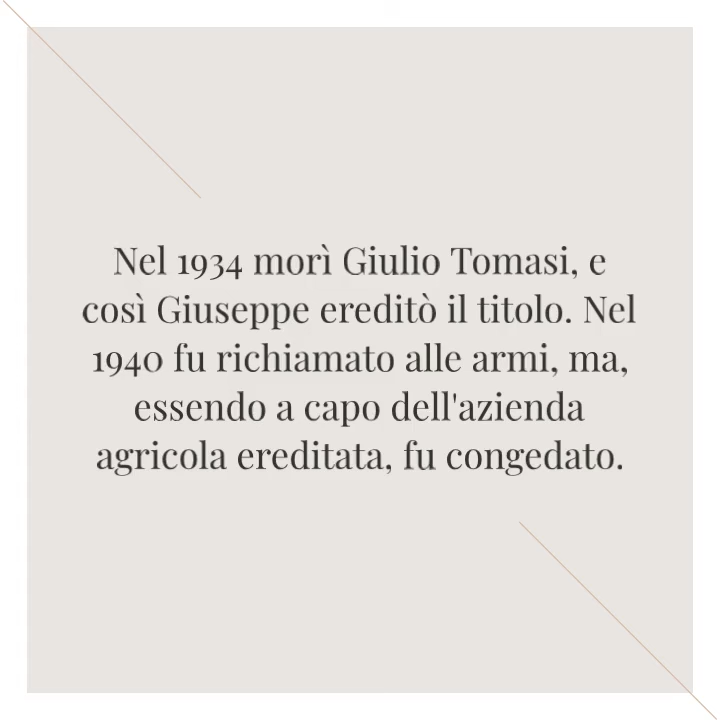 Nel 1934 morì Giulio Tomasi, e
così Giuseppe ereditò il titolo. Nel
1940 fu richiamato alle armi, ma,
essendo a capo dell'azienda
agricola ereditata, fu congedato.